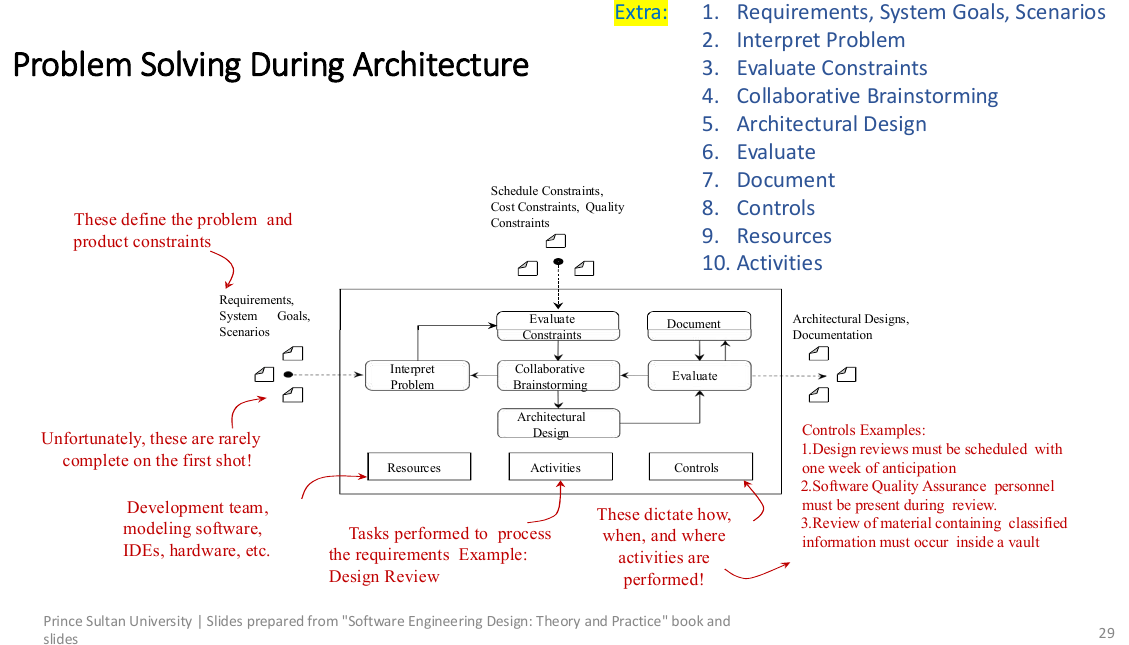 Extra:
1. Requirements, System Goals, Scenarios
2. Interpret Problem
3. Evaluate Constraints
4. Collaborative Brainstorming
5. Architectural Design
6. Evaluate
7. Document
8. Controls
9. Resources
10. Activities
Problem Solving During Architecture
Schedule Constraints,
Cost Constraints, Quality
Constraints
These define the problem and
product constraints
Requirements,
System Goals,
Scenarios
Evaluate
Constraints
Document
Architectural Designs,
Documentation
Interpret
Problem
Collaborative
Brainstorming
Evaluate
Architectural
Design
Resources
Activities
Controls
Unfortunately, these are rarely
complete on the first shot!
Development team,
modeling software,
IDEs, hardware, etc.
Tasks performed to process
the requirements Example:
Design Review
These dictate how,
when, and where
activities are
performed!
Controls Examples:
1.Design reviews must be scheduled with
one week of anticipation
2.Software Quality Assurance personnel
must be present during review.
3.Review of material containing classified
information must occur inside a vault
Prince Sultan University | Slides prepared from "Software Engineering Design: Theory and Practice" book and
slides
29